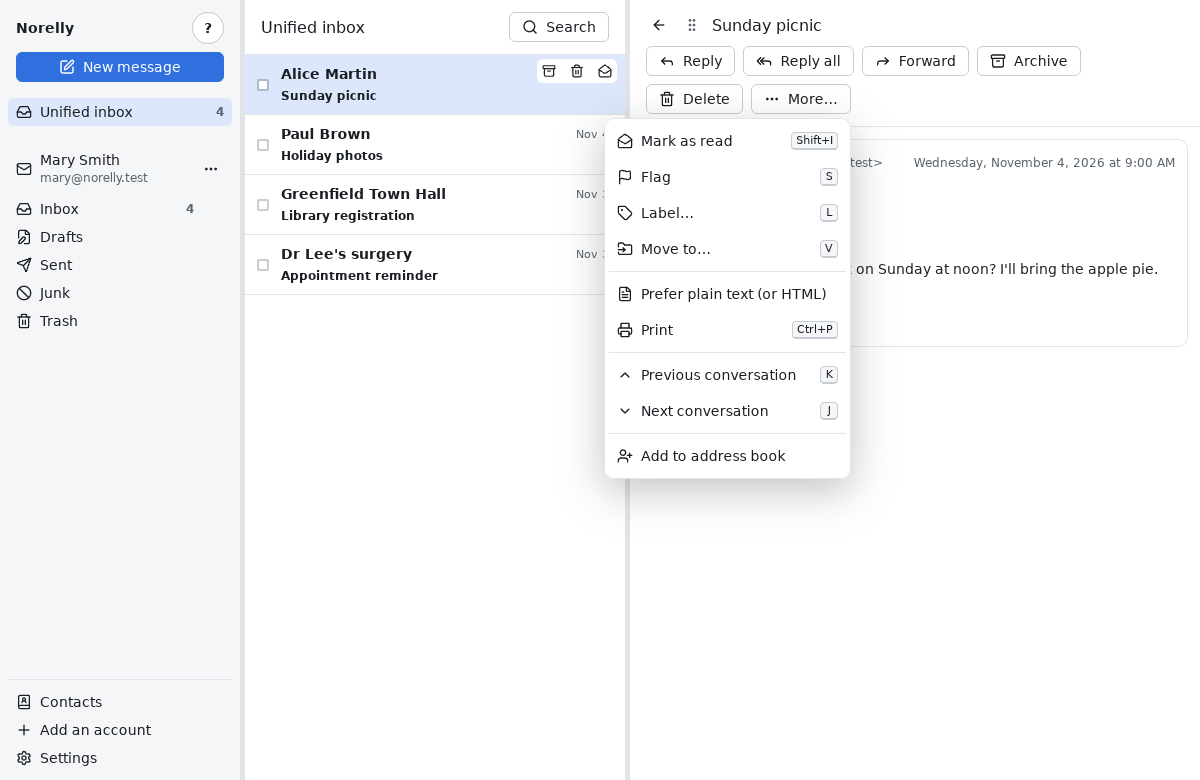 Norelly
?
New message
Unified inbox 4
Mary Smith
mary@norelly.test
Inbox 4
Drafts
Sent
Junk
Trash
Contacts
Add an account
Settings
Unified inbox
Search
Alice Martin
Sunday picnic
Paul Brown Nov
Holiday photos
Greenfield Town Hall Nov
Library registration
Dr Lee's surgery Nov
Appointment reminder
Sunday picnic
Reply Reply all Forward Archive
Delete More…
test> Wednesday, November 4, 2026 at 9:00 AM
on Sunday at noon? I'll bring the apple pie.
Mark as read Shift+I
Flag S
Label… L
Move to… V
Prefer plain text (or HTML)
Print Ctrl+P
Previous conversation K
Next conversation J
Add to address book